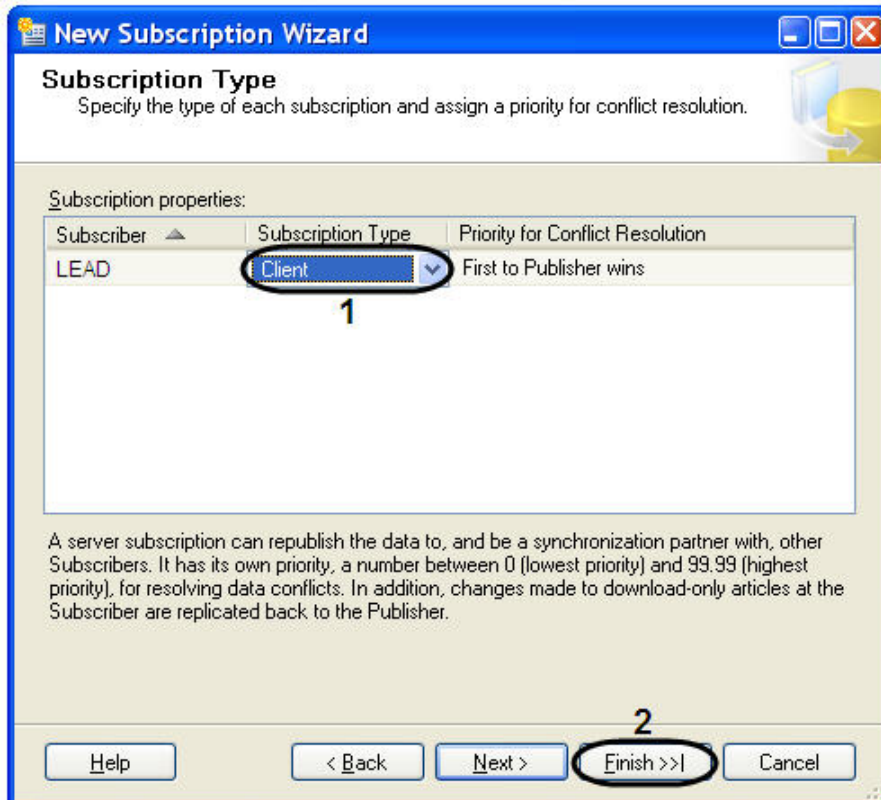 New Subscription Wizard
Subscription Type
Specify the type of each subscription and assign a priority for conflict resolution.
Subscription properties:
Subscriber Subscription Type Priority for Conflict Resolution
LEAD Client First to Publisher wins
1
A server subscription can republish the data to, and be a synchronization partner with, other
Subscribers. It has its own priority, a number between 0 (lowest priority) and 99.99 (highest
priority), for resolving data conflicts. In addition, changes made to download-only articles at the
Subscriber are replicated back to the Publisher.
2
Help < Back Next > Finish >>| Cancel